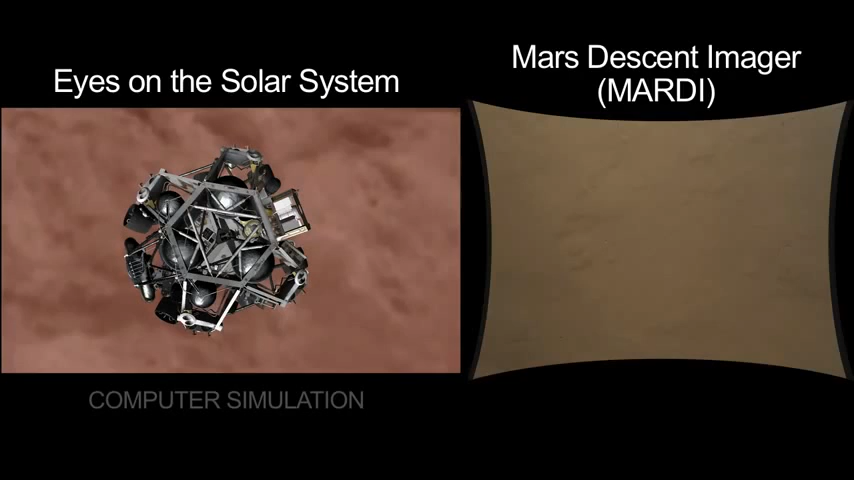 Eyes on the Solar System
Mars Descent Imager
(MARDI)
COMPUTER SIMULATION